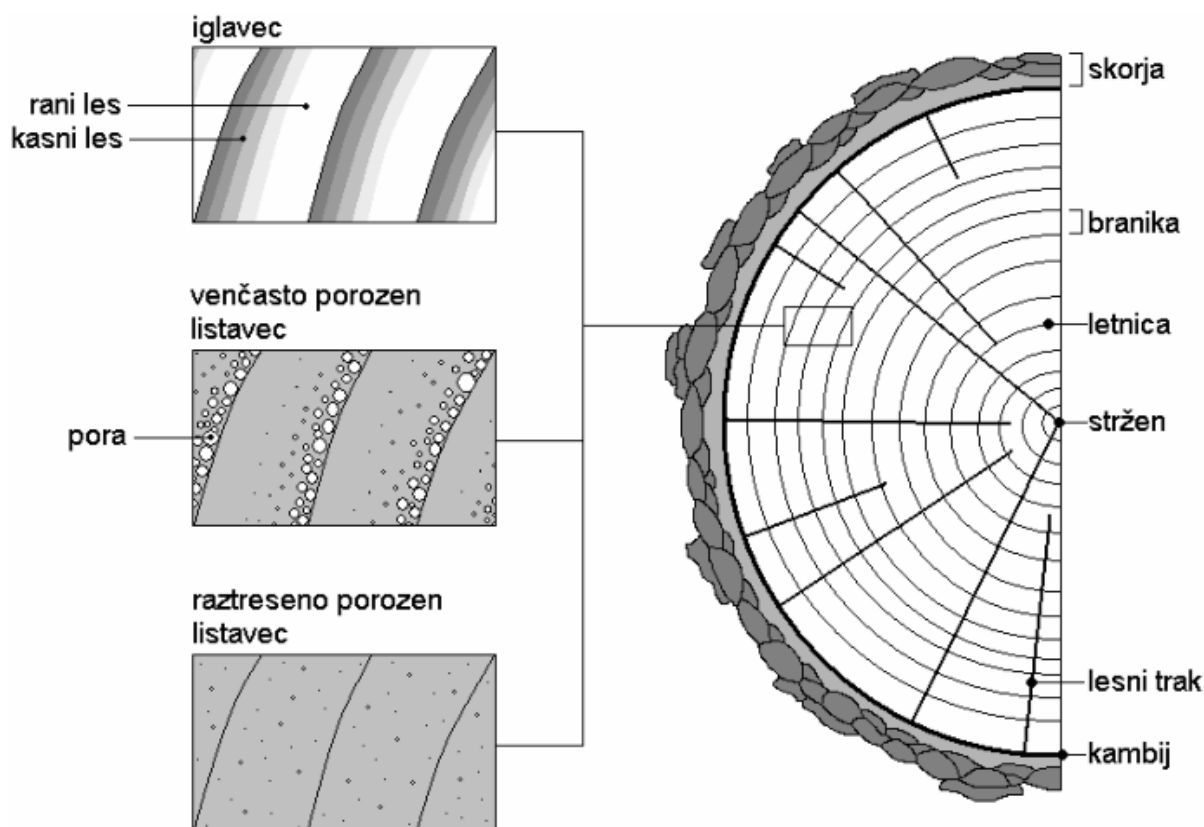 iglavec
rani les
kasni les
venčasto porozen
listavec
pora
raztreseno porozen
listavec
skorja
branika
letnica
stržen
lesni trak
kambij